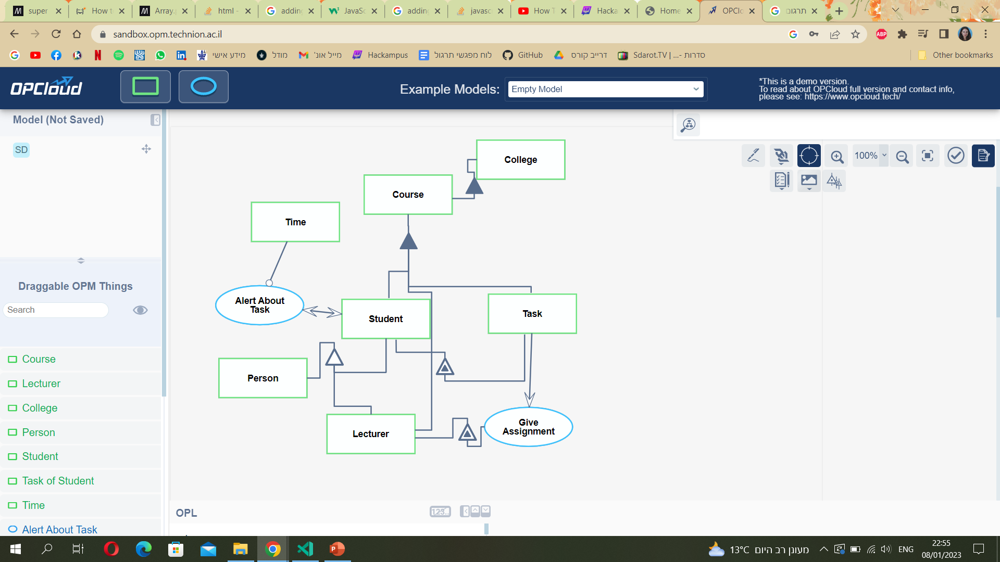 super
How t
Array.
html -
adding
JavaSc
adding
javasc
How T
Hacka
Home
OPClo
תרגום
sandbox.opm.technion.ac.il
ABP
מידע אישי
מודל
מייל אונ'
Hackampus
לוח מפגשי תרגול
GitHub
דרייב קורס
Sdarot.TV | ...- סדרות
Other bookmarks
OPCloud
Example Models:
Empty Model
*This is a demo version.
To read about OPCloud full version and contact info,
please see: https://www.opcloud.tech/
Model (Not Saved)
SD
100%
College
Course
Time
Alert About
Task
Student
Task
Person
Lecturer
Give
Assignment
Draggable OPM Things
Search
Course
Lecturer
College
Person
Student
Task of Student
Time
Alert About Task
OPL
123..
13°C מעונן רב היום
ENG
22:55
08/01/2023